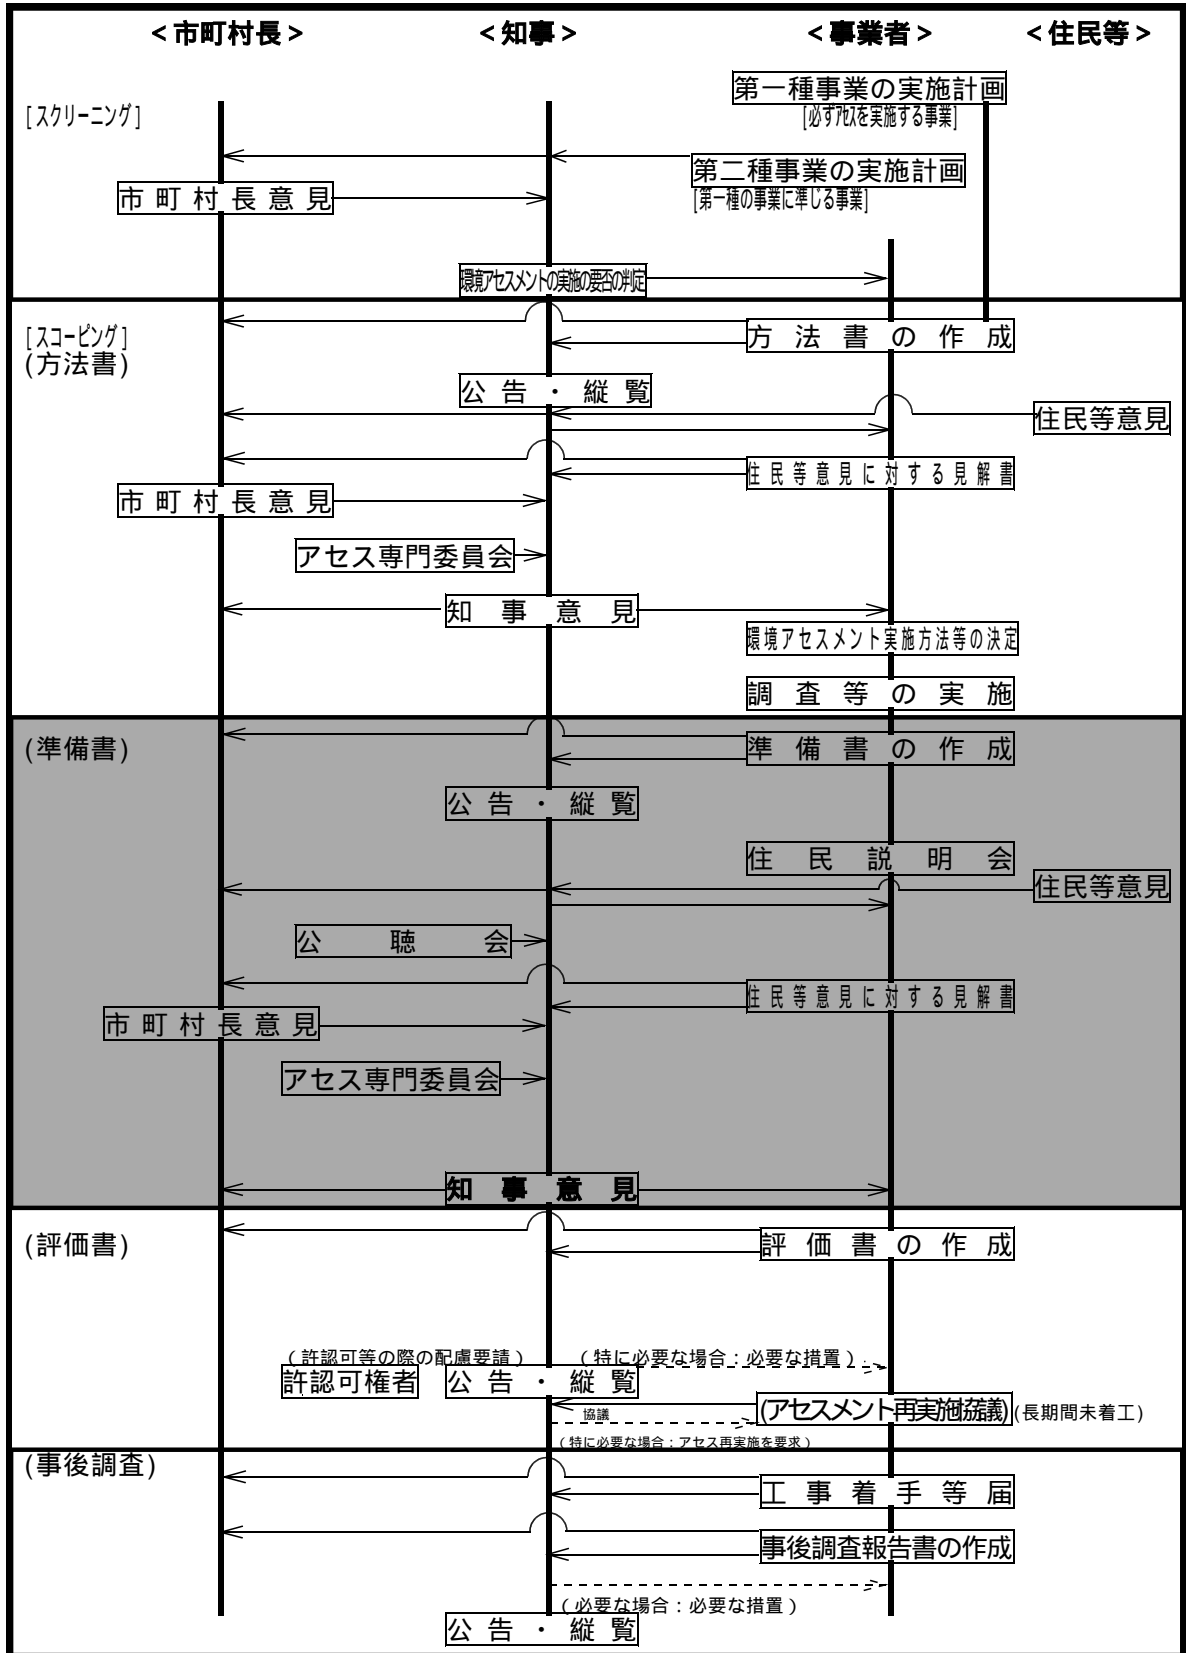 ＜市町村長＞ ＜知事＞ ＜事業者＞ ＜住民等＞
第一種事業の実施計画
[スクリーニング]
[必ずアセスを実施する事業]
第二種事業の実施計画
市町村長意見
[第一種の事業に準じる事業]
環境アセスメントの実施の要否の判定
[スコーピング]
方法書の作成
(方法書)
公告・縦覧
住民等意見
住民等意見に対する見解書
市町村長意見
アセス専門委員会
知事意見
環境アセスメント実施方法等の決定
調査等の実施
(準備書)
準備書の作成
公告・縦覧
住民説明会
住民等意見
公聴会
住民等意見に対する見解書
市町村長意見
アセス専門委員会
知事意見
(評価書)
評価書の作成
(許認可等の際の配慮要請) (特に必要な場合：必要な措置)
許認可権者 公告・縦覧
協議
(アセスメント再実施協議) (長期間未着工)
(特に必要な場合：アセス再実施を要求)
(事後調査)
工事着手等届
事後調査報告書の作成
(必要な場合：必要な措置)
公告・縦覧